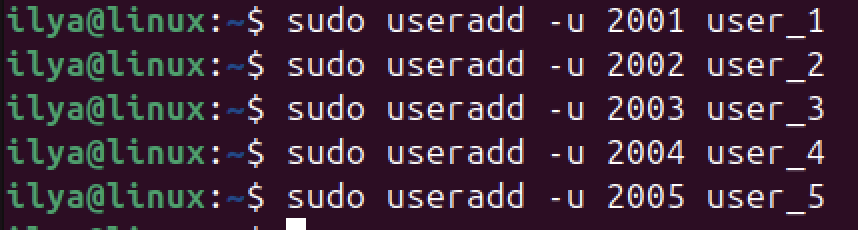 ilya@linux:~$ sudo useradd -u 2001 user_1
ilya@linux:~$ sudo useradd -u 2002 user_2
ilya@linux:~$ sudo useradd -u 2003 user_3
ilya@linux:~$ sudo useradd -u 2004 user_4
ilya@linux:~$ sudo useradd -u 2005 user_5